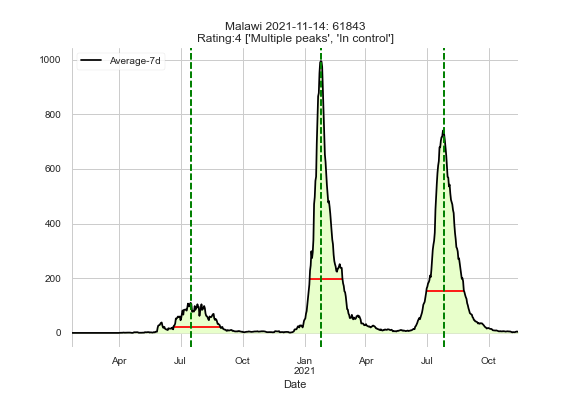 Malawi 2021-11-14: 61843
Rating:4 ['Multiple peaks', 'In control']
Average-7d
1000
800
600
400
200
0
Apr Jul Oct Jan Apr Jul Oct
2021
Date